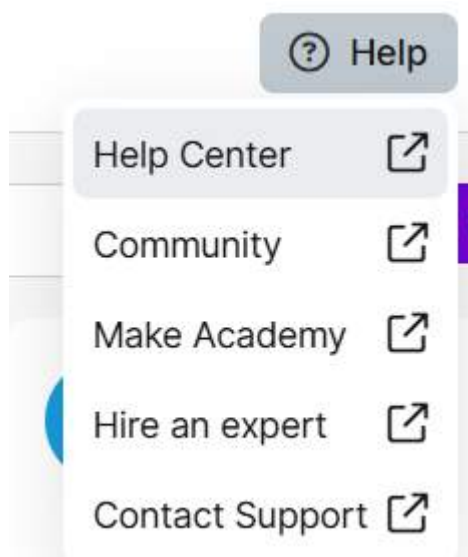 Help
Help Center
Community
Make Academy
Hire an expert
Contact Support